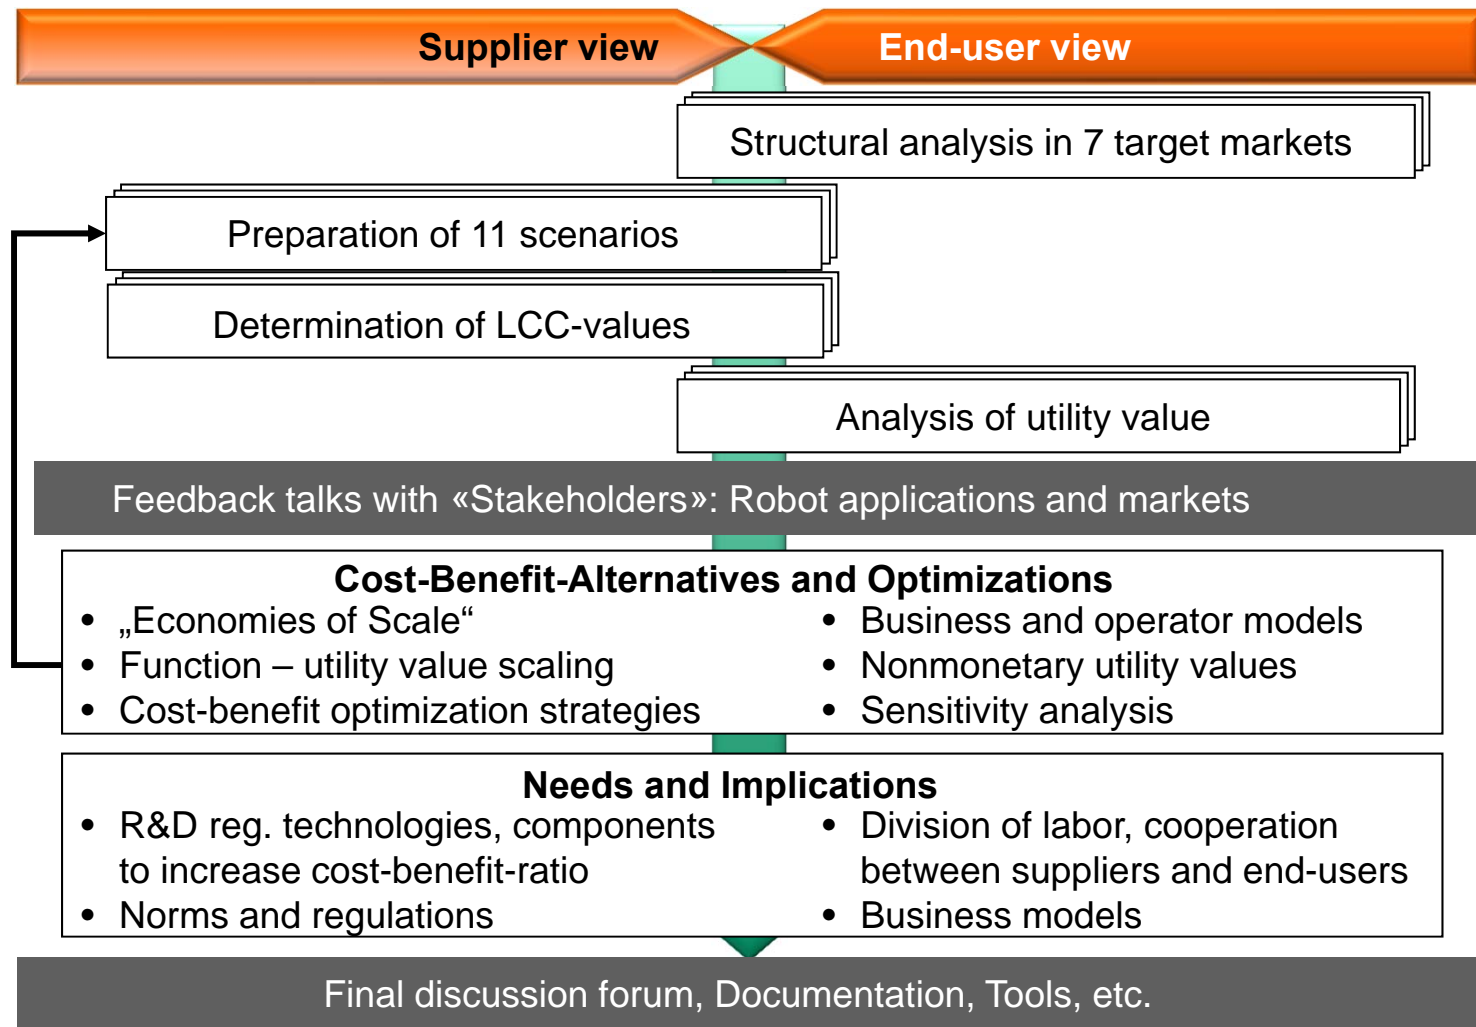 Supplier view
End-user view
Structural analysis in 7 target markets
Preparation of 11 scenarios
Determination of LCC-values
Analysis of utility value
Feedback talks with «Stakeholders»: Robot applications and markets
Cost-Benefit-Alternatives and Optimizations
• „Economies of Scale“
• Function – utility value scaling
• Cost-benefit optimization strategies
• Business and operator models
• Nonmonetary utility values
• Sensitivity analysis
Needs and Implications
• R&D reg. technologies, components
to increase cost-benefit-ratio
• Norms and regulations
• Division of labor, cooperation
between suppliers and end-users
• Business models
Final discussion forum, Documentation, Tools, etc.